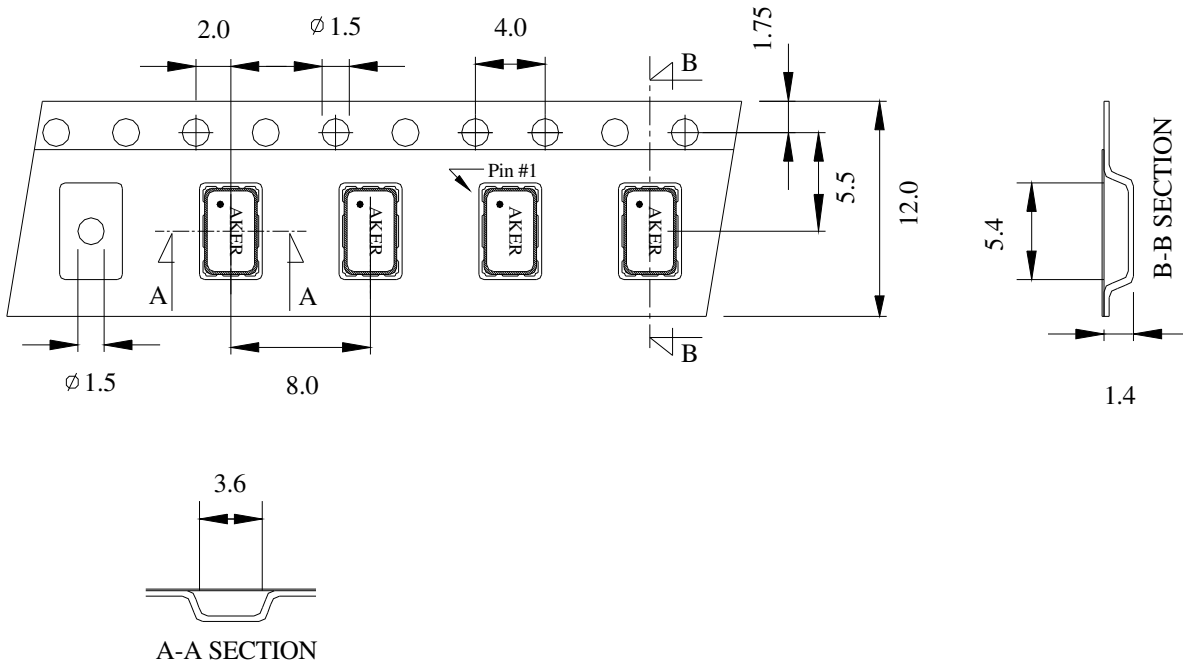 2.0
⌀ 1.5
4.0
B
1.75
5.5
12.0
Pin #1
AKER
AKER
AKER
AKER
A
A
B
⌀ 1.5
8.0
5.4
B-B SECTION
1.4
3.6
A-A SECTION